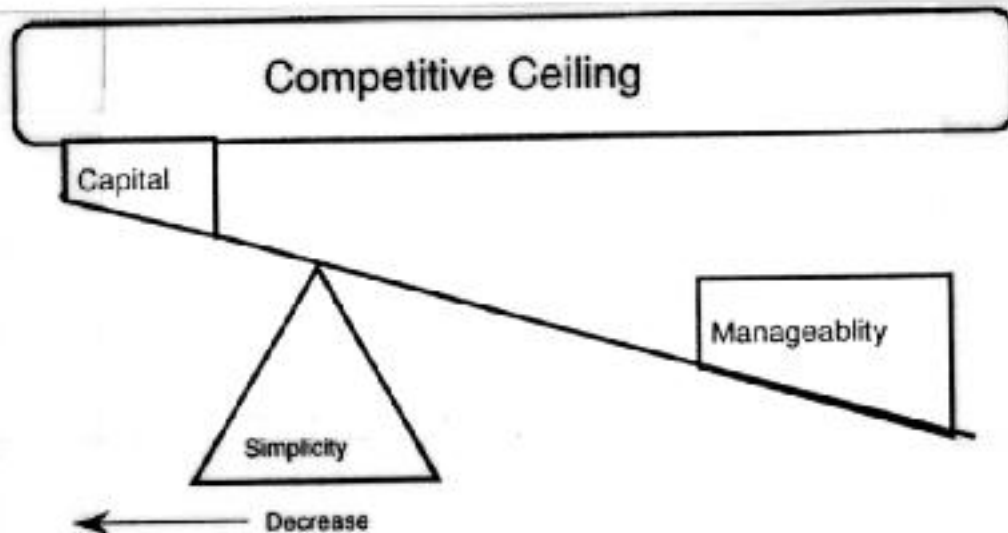 Competitive Ceiling
Capital
Manageablity
Simplicity
Decrease